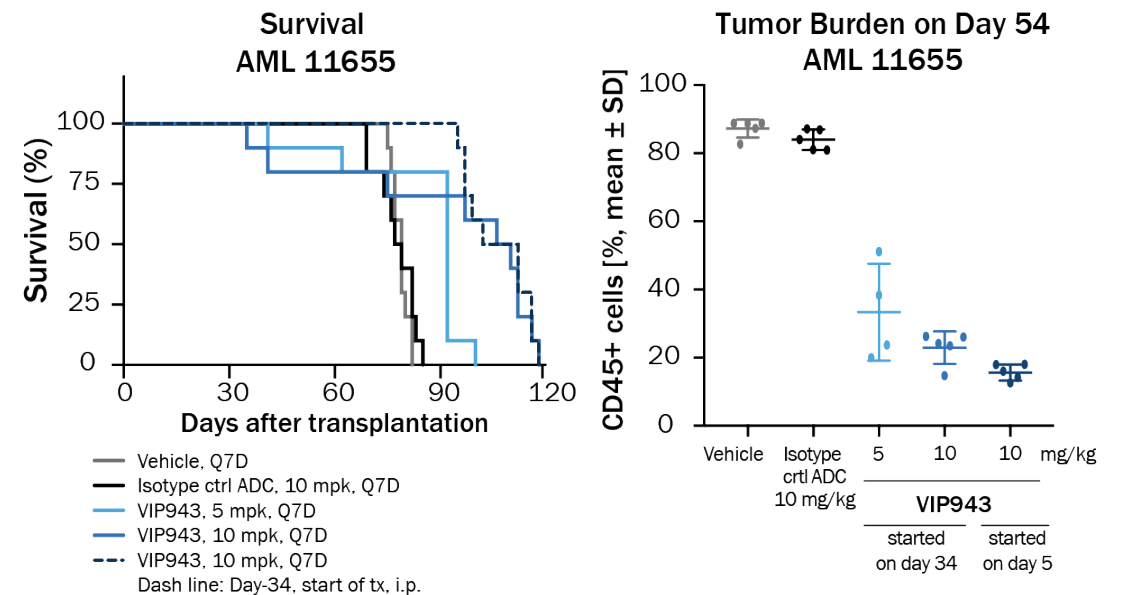 Survival
AML 11655
Survival (%)
100
75
50
25
0
0 30 60 90 120
Days after transplantation
Vehicle, Q7D
Isotype ctrl ADC, 10 mpk, Q7D
VIP943, 5 mpk, Q7D
VIP943, 10 mpk, Q7D
VIP943, 10 mpk, Q7D
Dash line: Day-34, start of tx, i.p.
Tumor Burden on Day 54
AML 11655
CD45+ cells [%, mean ± SD]
100
80
60
40
20
0
Vehicle Isotype 5 10 10 mg/kg
crtl ADC
10 mg/kg
VIP943
started started
on day 34 on day 5